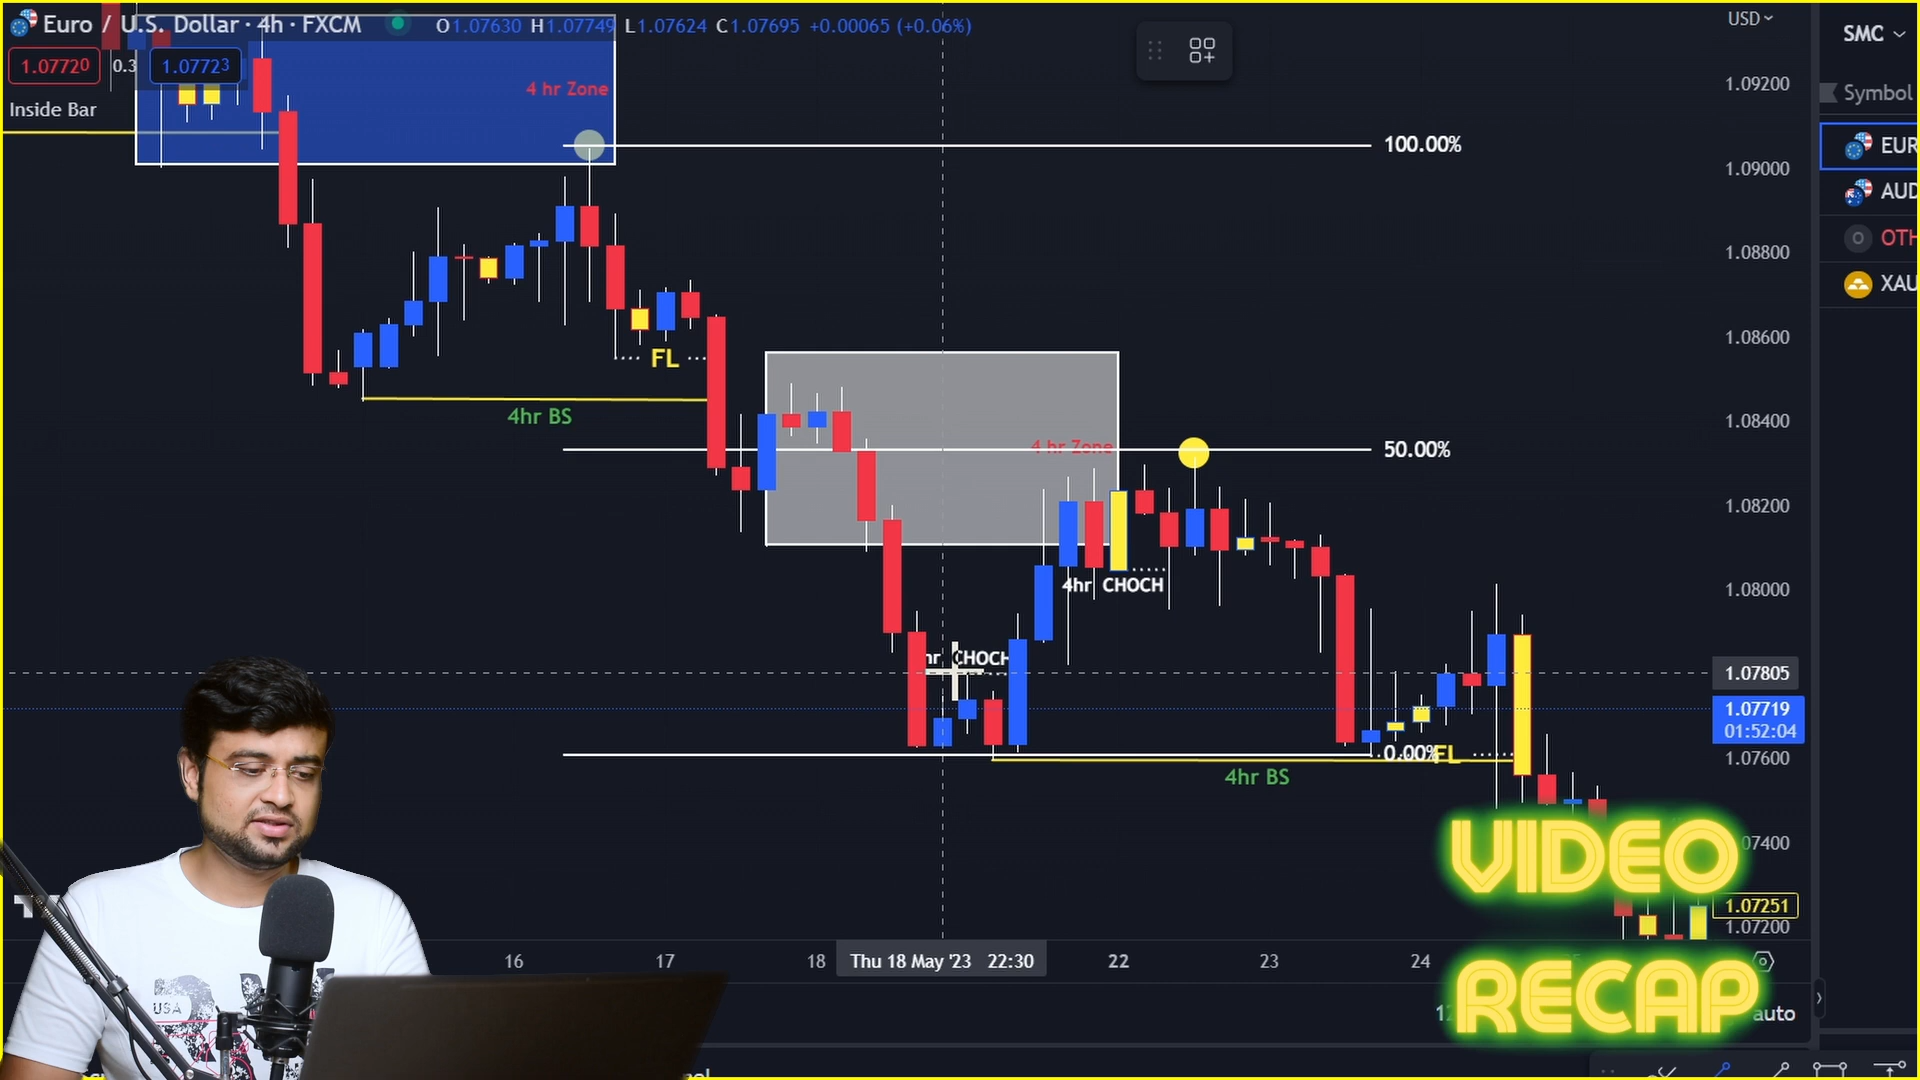 Euro / U.S. Dollar · 4h · FXCM
O1.07630 H1.07749 L1.07624 C1.07695 +0.00065 (+0.06%)
1.07720
0.3
1.07723
Inside Bar
USD
SMC
Symbol
EUR
AUD
OTH
XAU
4 hr Zone
100.00%
FL
4hr BS
4 hr Zone
50.00%
4hr CHOCH
hr CHOCH
0.00%
FL
4hr BS
1.09200
1.09000
1.08800
1.08600
1.08400
1.08200
1.08000
1.07805
1.07719
01:52:04
1.07600
07400
1.07251
1.07200
16
17
18
Thu 18 May '23 22:30
22
23
24
auto
VIDEO
RECAP
USA